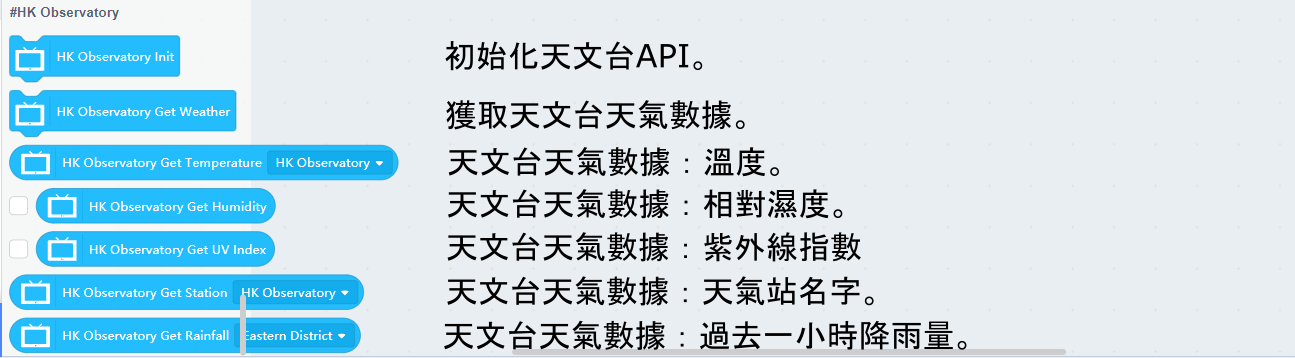 #HK Observatory
HK Observatory Init
初始化天文台API。
HK Observatory Get Weather
獲取天文台天氣數據。
HK Observatory Get Temperature HK Observatory
天文台天氣數據：溫度。
HK Observatory Get Humidity
天文台天氣數據：相對濕度。
HK Observatory Get UV Index
天文台天氣數據：紫外線指數
HK Observatory Get Station HK Observatory
天文台天氣數據：天氣站名字。
HK Observatory Get Rainfall Eastern District
天文台天氣數據：過去一小時降雨量。